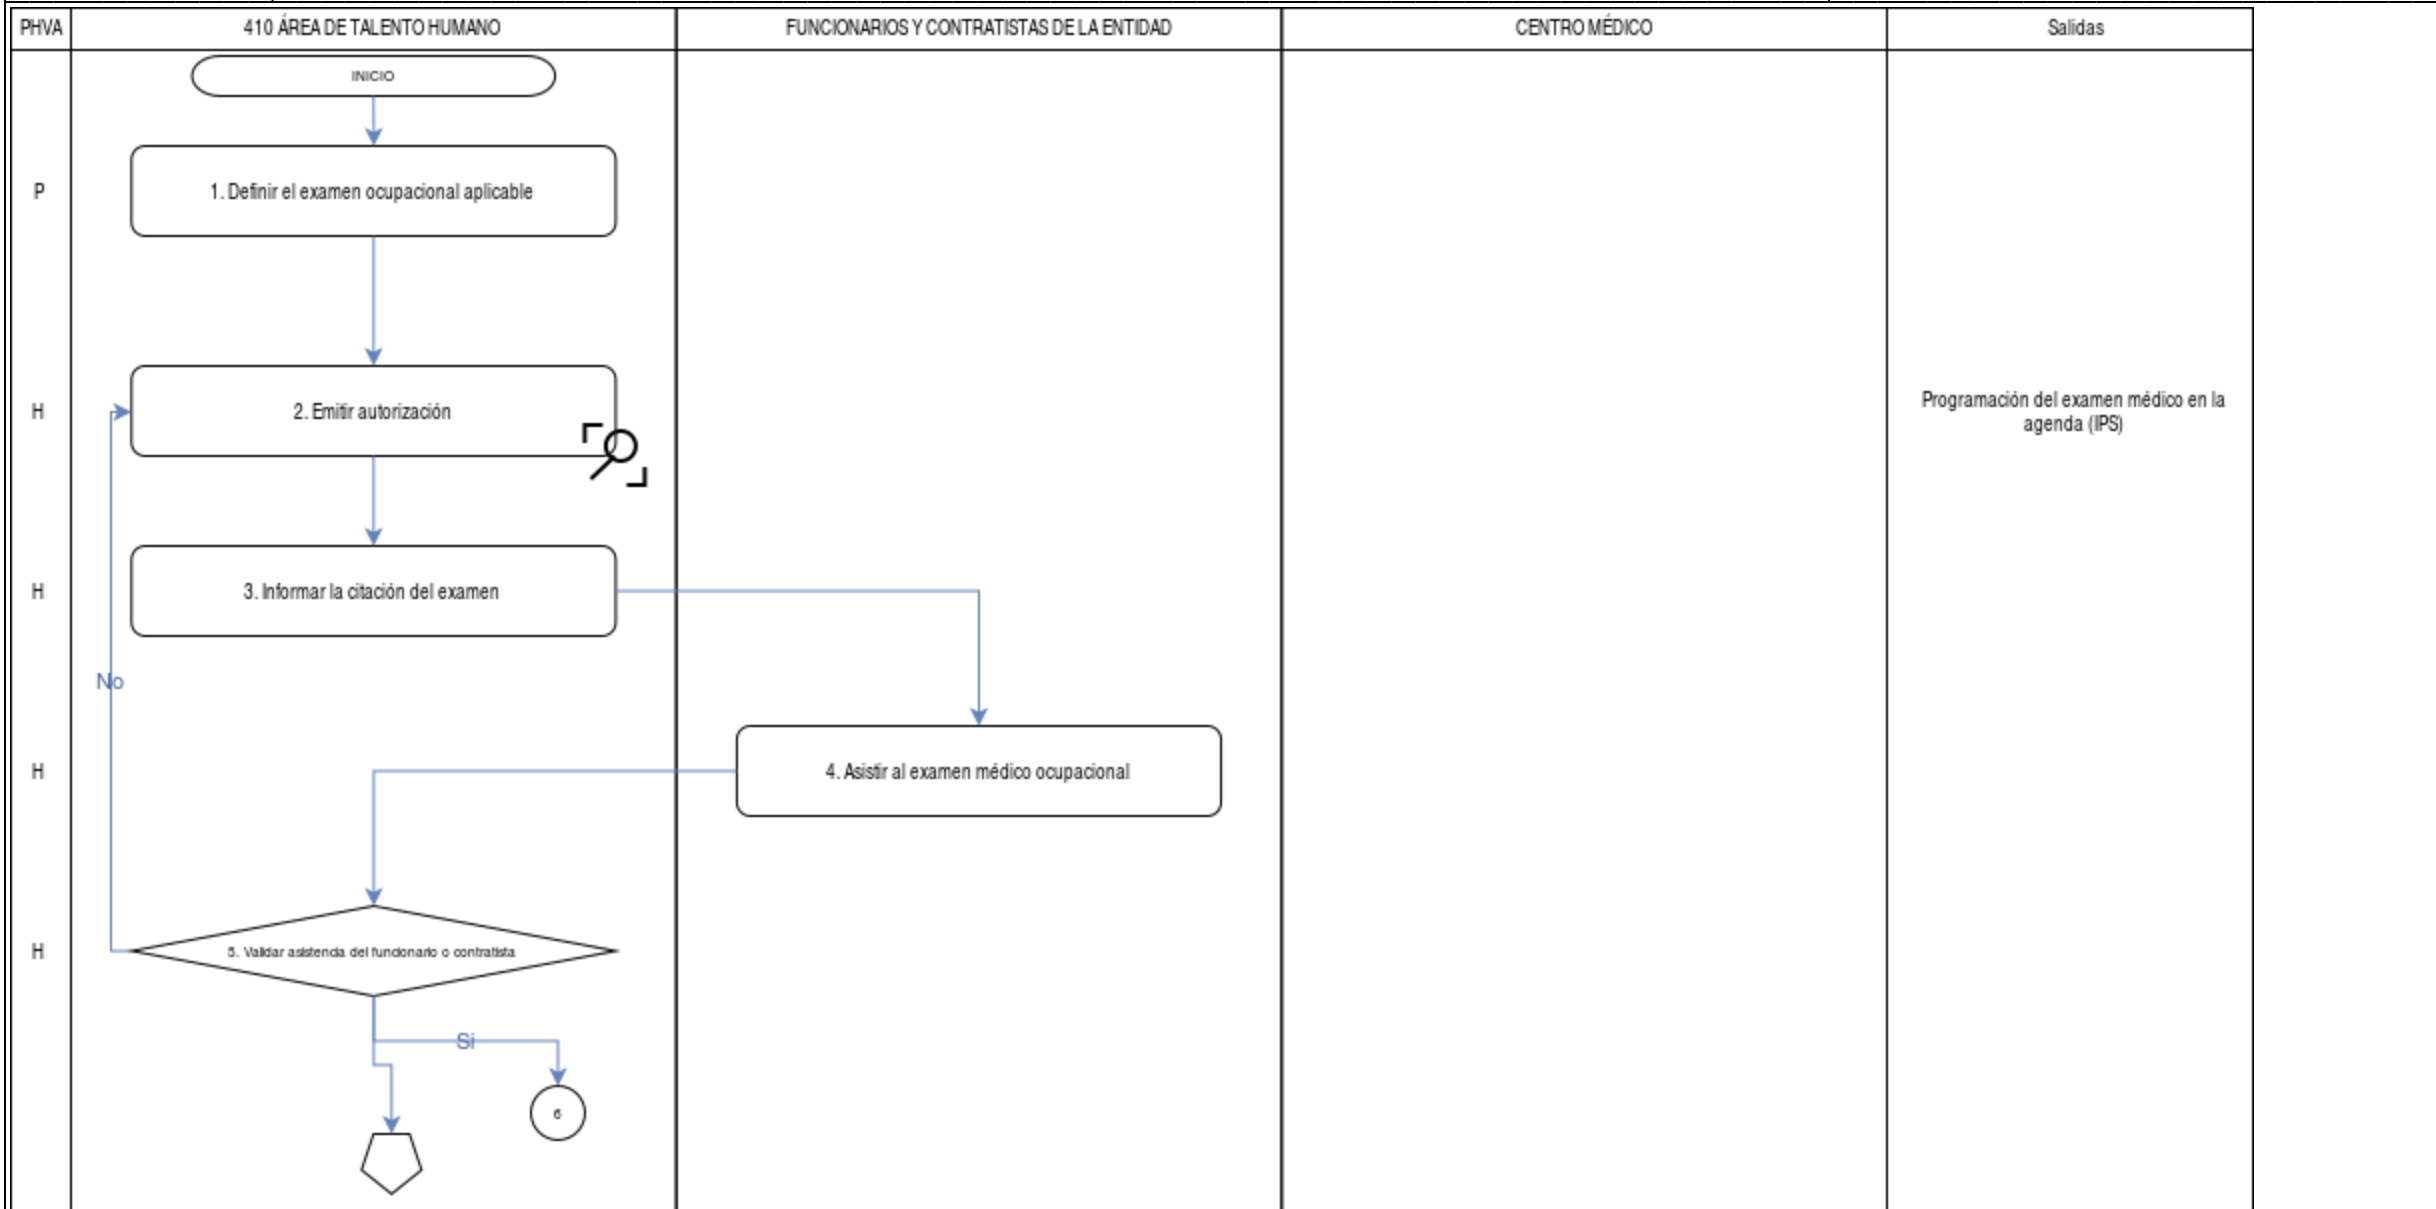 PHVA
410 ÁREA DE TALENTO HUMANO
FUNCIONARIOS Y CONTRATISTAS DE LA ENTIDAD
CENTRO MÉDICO
Salidas
INICIO
P
1. Definir el examen ocupacional aplicable
H
2. Emitir autorización
Programación del examen médico en la
agenda (IPS)
H
3. Informar la citación del examen
No
H
4. Asistir al examen médico ocupacional
H
5. Validar asistencia del funcionario o contratista
Si
6